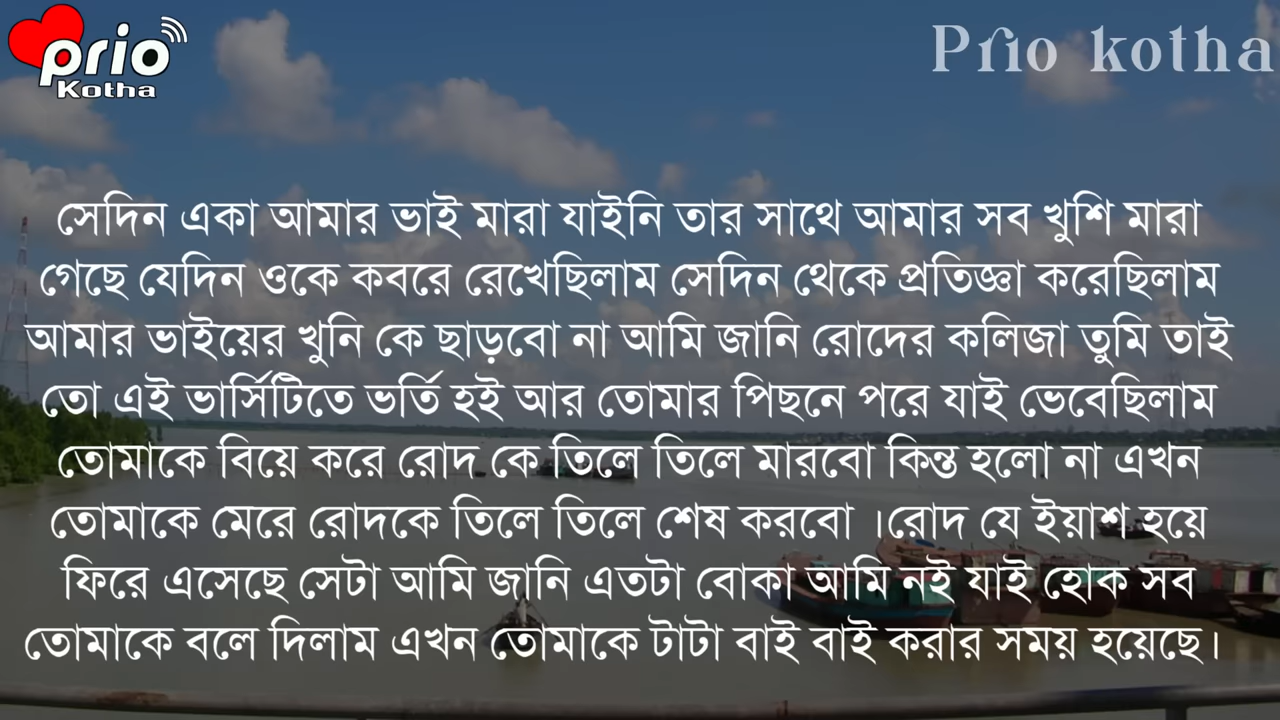 prio
Kotha
Prio kotha
সেদিন একা আমার ভাই মারা যাইনি তার সাথে আমার সব খুশি মারা
গেছে যেদিন ওকে কবরে রেখেছিলাম সেদিন থেকে প্রতিজ্ঞা করেছিলাম
আমার ভাইয়ের খুনি কে ছাড়বো না আমি জানি রোদের কলিজা তুমি তাই
তো এই ভার্সিটিতে ভর্তি হই আর তোমার পিছনে পরে যাই ভেবেছিলাম
তোমাকে বিয়ে করে রোদ কে তিলে তিলে মারবো কিন্ত হলো না এখন
তোমাকে মেরে রোদকে তিলে তিলে শেষ করবো ।রোদ যে ইয়াশ হয়ে
ফিরে এসেছে সেটা আমি জানি এতটা বোকা আমি নই যাই হোক সব
তোমাকে বলে দিলাম এখন তোমাকে টাটা বাই বাই করার সময় হয়েছে।